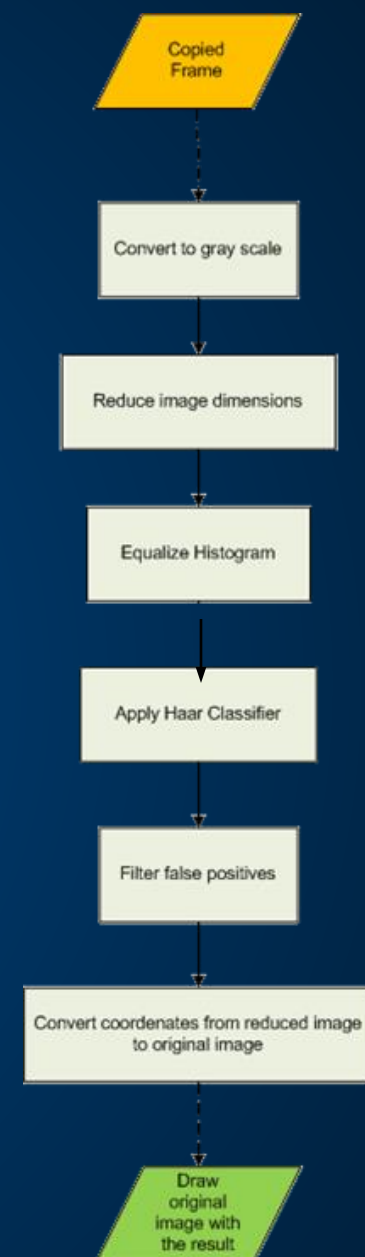 Copied
Frame
Convert to gray scale
Reduce image dimensions
Equalize Histogram
Apply Haar Classifier
Filter false positives
Convert coordenates from reduced image
to original image
Draw
original
image with
the result